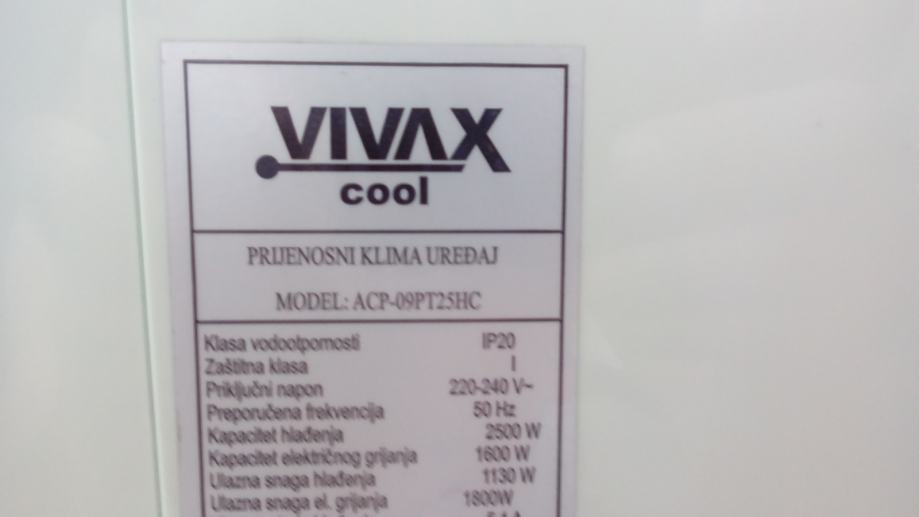 VIVAX
cool
PRIJENOSNI KLIMA UREĐAJ
MODEL: ACP-09PT25HC
Klasa vodootpornosti IP20
Zaštitna klasa I
Priključni napon 220-240 V~
Preporučena frekvencija 50 Hz
Kapacitet hlađenja 2500 W
Kapacitet električnog grijanja 1600 W
Ulazna snaga hlađenja 1130 W
Ulazna snaga el. grijanja 1800W